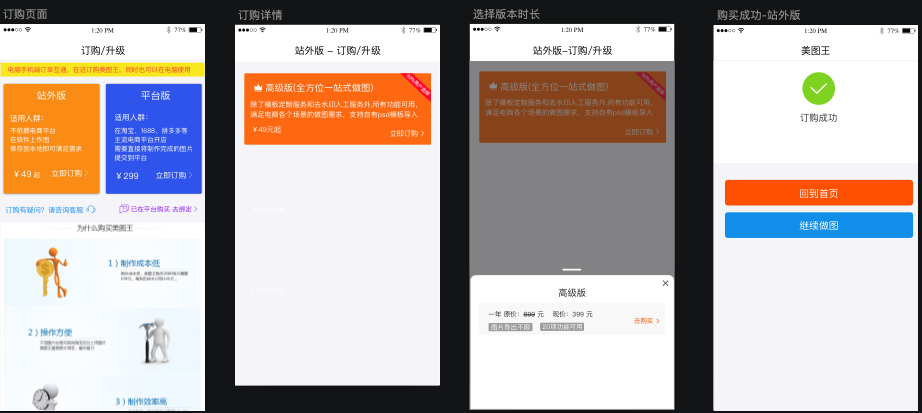 订购页面
1:20 PM
77%
订购/升级
电脑手机端订单互通，在这订购美图王，同时也可以在电脑使用
站外版
适用人群：
不依赖电商平台
在软件上作图
保存到本地即可满足需求
￥49 起
立即订购
平台版
适用人群：
在淘宝、1688、拼多多等
主流电商平台开店
需要直接将制作完成的图片
提交到平台
￥299
立即订购
订购有疑问？请咨询客服
已在平台购买 去绑定
为什么购买美图王
1）制作成本低
2）操作方便
3）制作效率高
订购详情
1:20 PM
77%
站外版 – 订购/升级
高级版(全方位一站式做图)
除了模板定制服务和去水印人工服务外,所有功能可用,
满足电商各个场景的做图需求、支持自有psd模板导入
￥49元起
立即订购
选择版本时长
1:20 PM
77%
站外版–订购/升级
高级版(全方位一站式做图)
除了模板定制服务和去水印人工服务外,所有功能可用,
满足电商各个场景的做图需求、支持自有psd模板导入
立即订购
高级版
一年 原价：899 元 现价：399 元
图片导出不限 20项功能可用
去购买
购买成功-站外版
1:20 PM
77%
美图王
订购成功
回到首页
继续做图